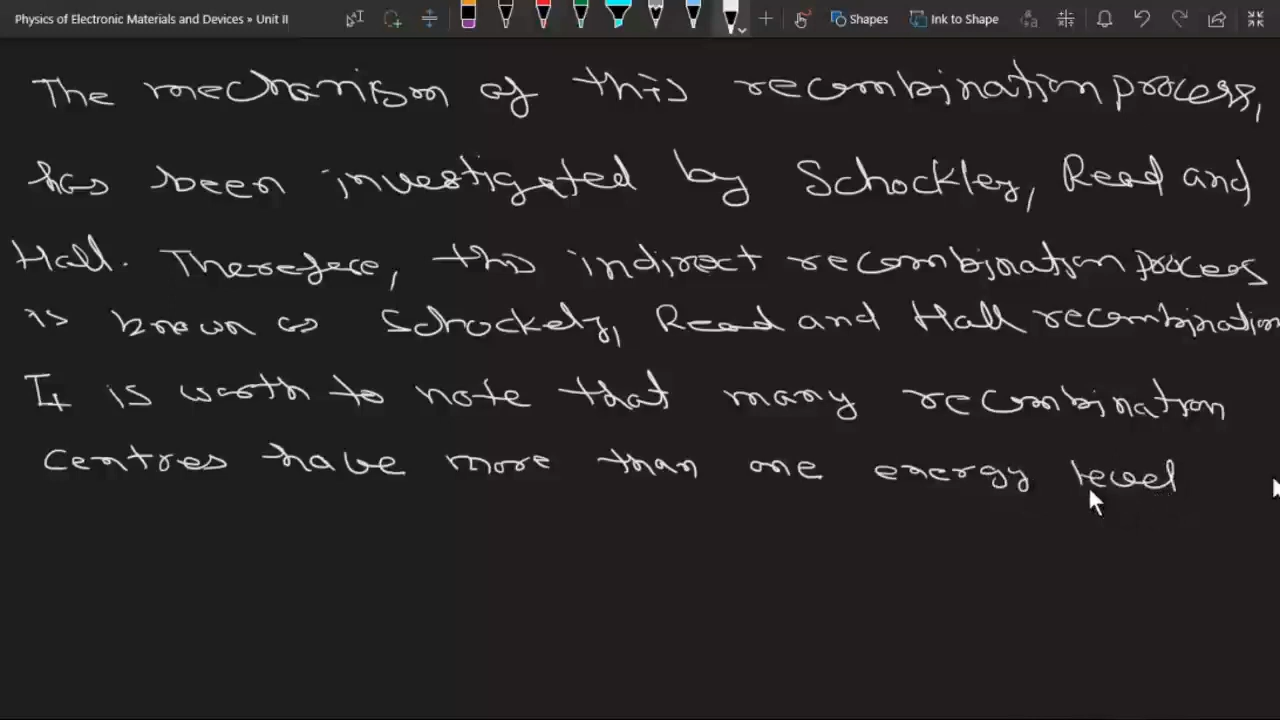 Physics of Electronic Materials and Devices » Unit II
Shapes
Ink to Shape
The mechanism of this recombination process,
has been investigated by Schockley, Read and
Hall. Therefore, this indirect recombination process
is known as Schockely, Read and Hall recombination
It is worth to note that many recombination
centres have more than one energy level